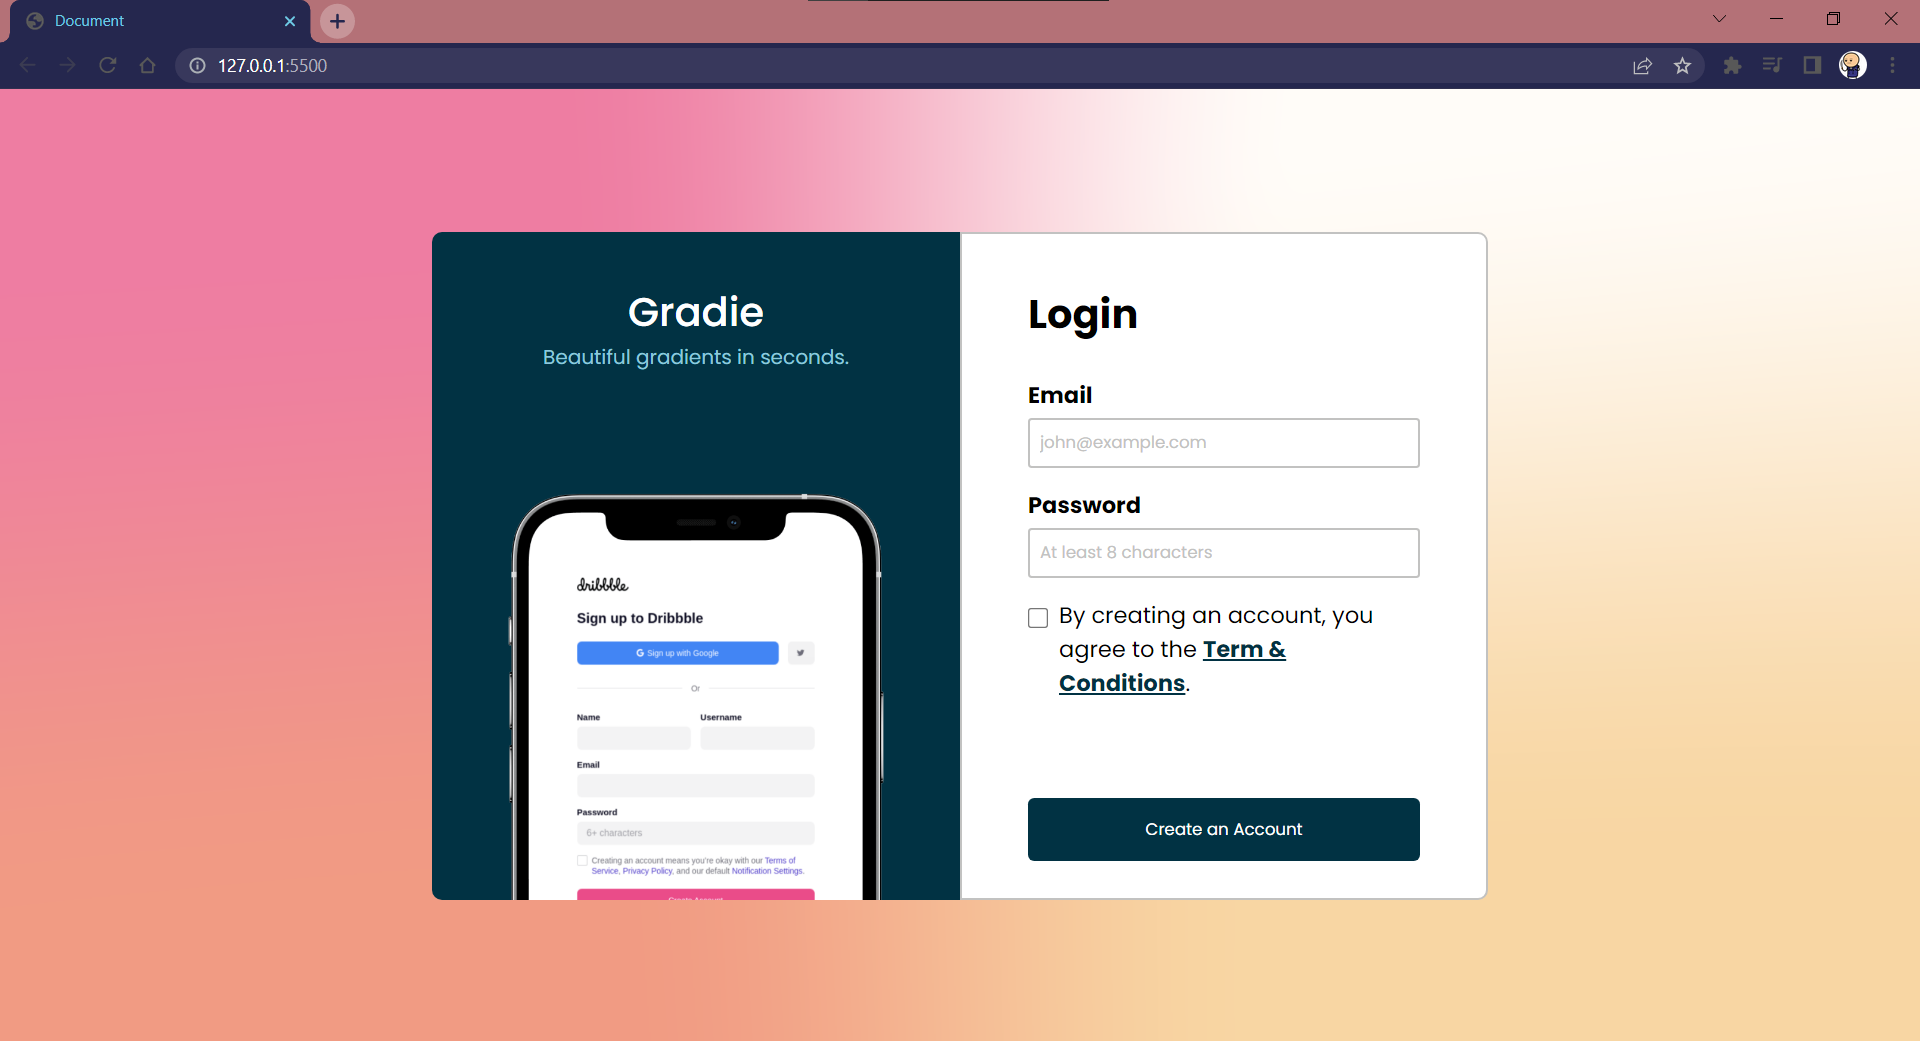 Document
127.0.0.1:5500
Gradie
Beautiful gradients in seconds.
dribbble
Sign up to Dribbble
G Sign up with Google
Or
Name Username
Email
Password
6+ characters
Creating an account means you're okay with our Terms of
Service, Privacy Policy, and our default Notification Settings.
Create Account
Login
Email
john@example.com
Password
At least 8 characters
By creating an account, you
agree to the Term &
Conditions.
Create an Account